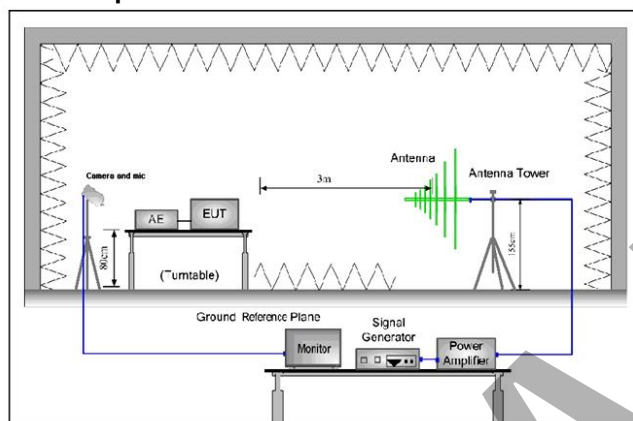 Antenna
Antenna Tower
3m
Camera and mic
AE
EUT
80cm
155cm
(Turntable)
Ground Reference Plane
Monitor
Signal
Generator
Power
Amplifier